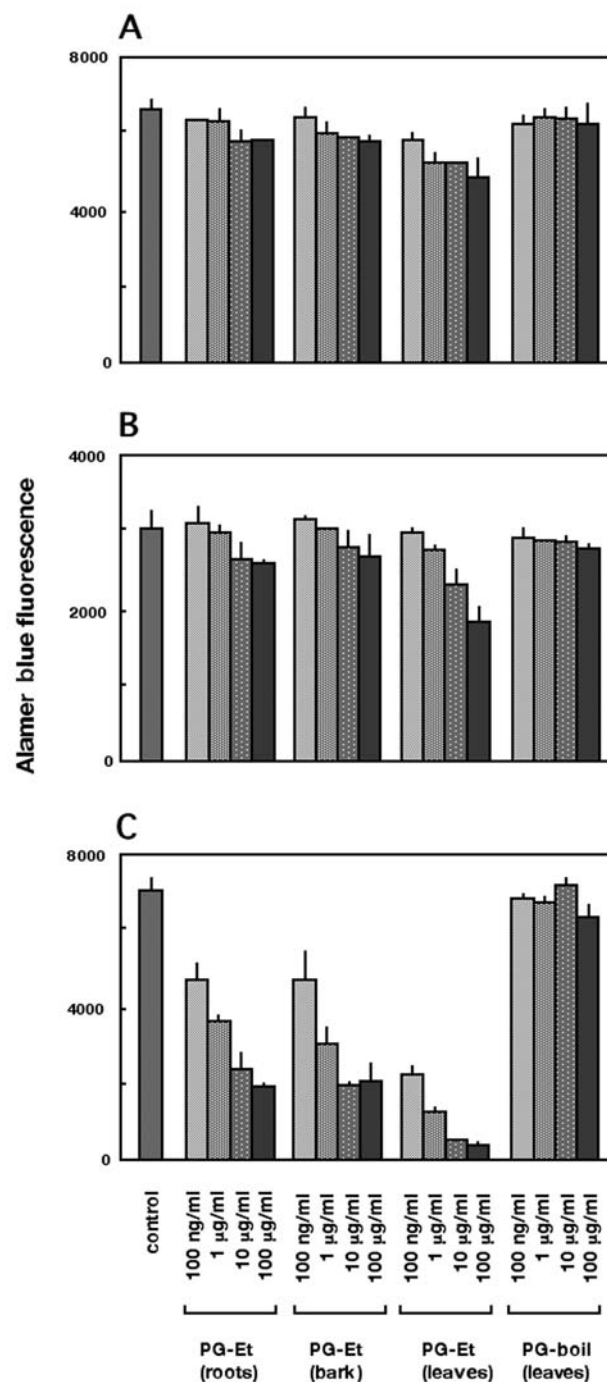 A
8000
4000
0
B
4000
2000
0
Alamer blue fluorescence
C
8000
4000
0
control
100 ng/ml
1 µg/ml
10 µg/ml
100 µg/ml
100 ng/ml
1 µg/ml
10 µg/ml
100 µg/ml
100 ng/ml
1 µg/ml
10 µg/ml
100 µg/ml
100 ng/ml
1 µg/ml
10 µg/ml
100 µg/ml
PG-Et
(roots)
PG-Et
(bark)
PG-Et
(leaves)
PG-boil
(leaves)